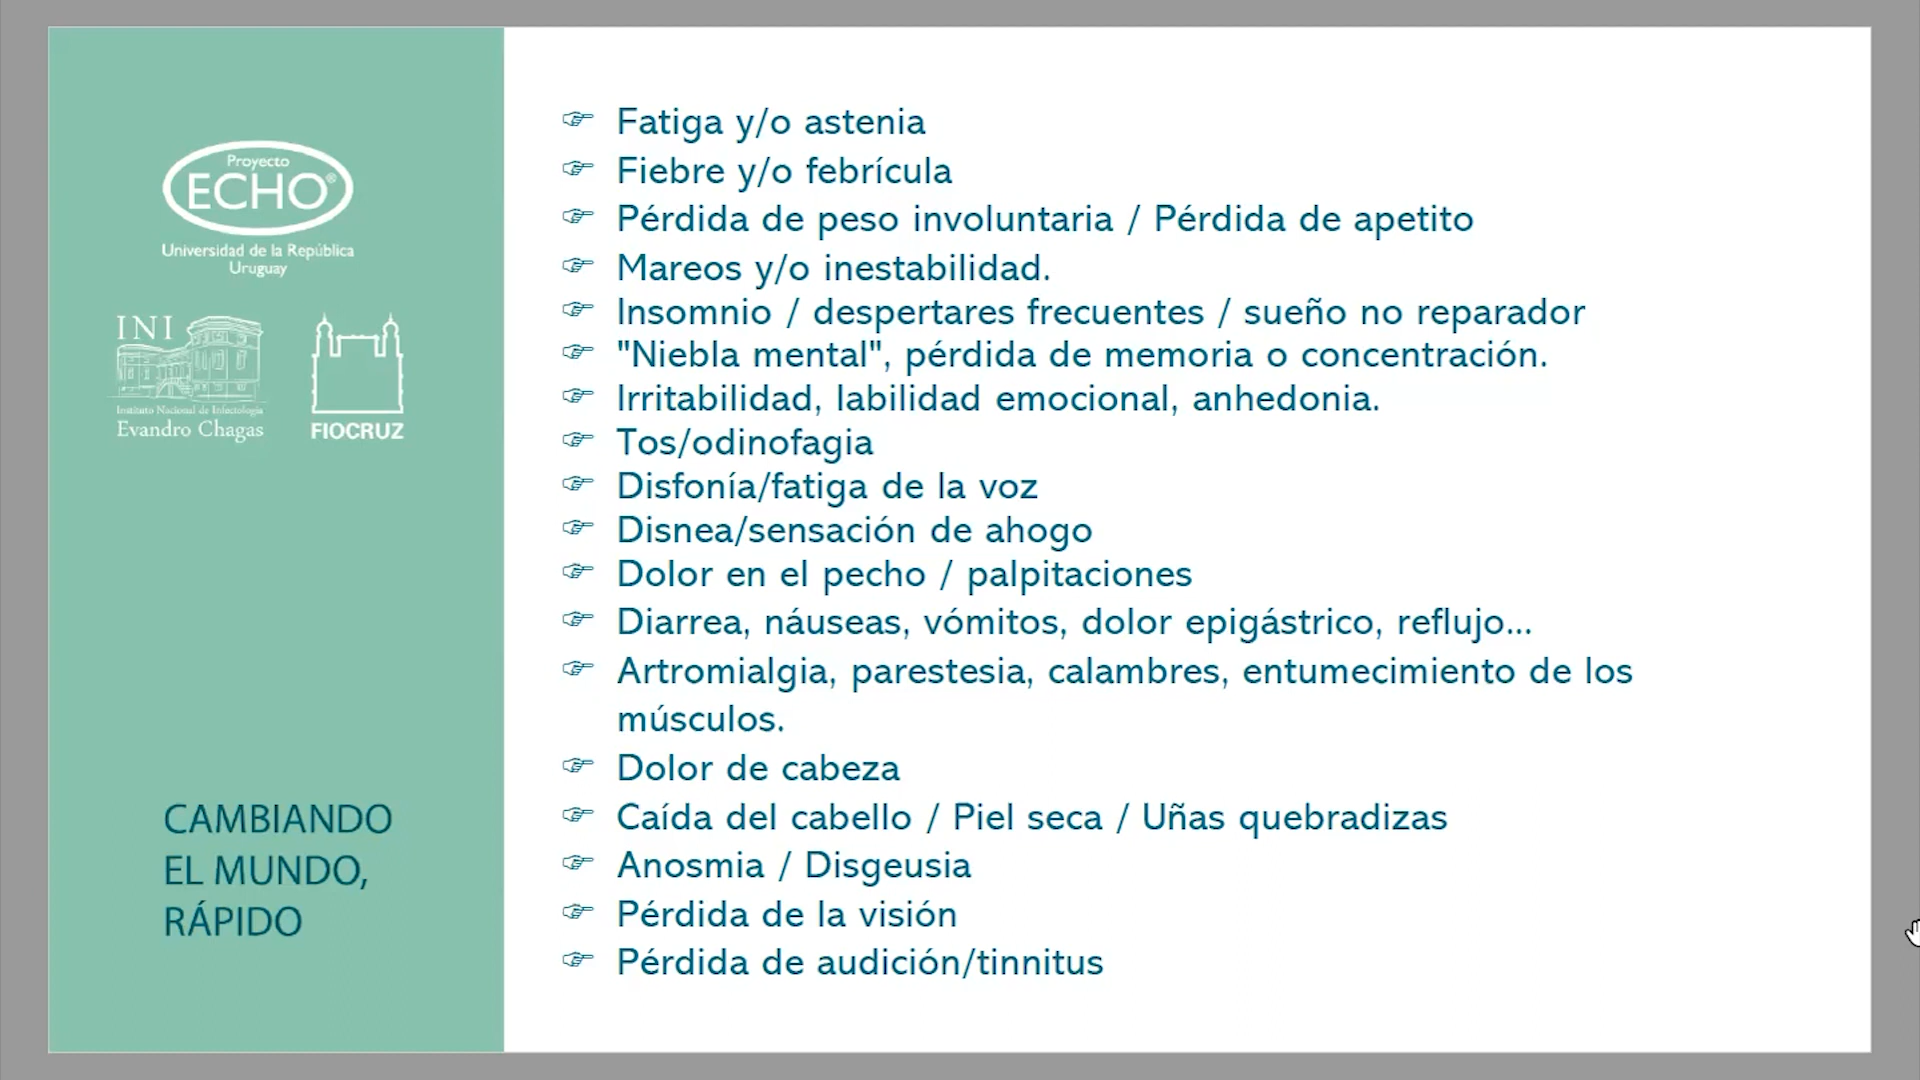 Proyecto
ECHO®
Universidad de la República
Uruguay
INI
Instituto Nacional de Infectología
Evandro Chagas
FIOCRUZ
CAMBIANDO
EL MUNDO,
RÁPIDO
Fatiga y/o astenia
Fiebre y/o febrícula
Pérdida de peso involuntaria / Pérdida de apetito
Mareos y/o inestabilidad.
Insomnio / despertares frecuentes / sueño no reparador
"Niebla mental", pérdida de memoria o concentración.
Irritabilidad, labilidad emocional, anhedonia.
Tos/odinofagia
Disfonía/fatiga de la voz
Disnea/sensación de ahogo
Dolor en el pecho / palpitaciones
Diarrea, náuseas, vómitos, dolor epigástrico, reflujo...
Artromialgia, parestesia, calambres, entumecimiento de los
músculos.
Dolor de cabeza
Caída del cabello / Piel seca / Uñas quebradizas
Anosmia / Disgeusia
Pérdida de la visión
Pérdida de audición/tinnitus